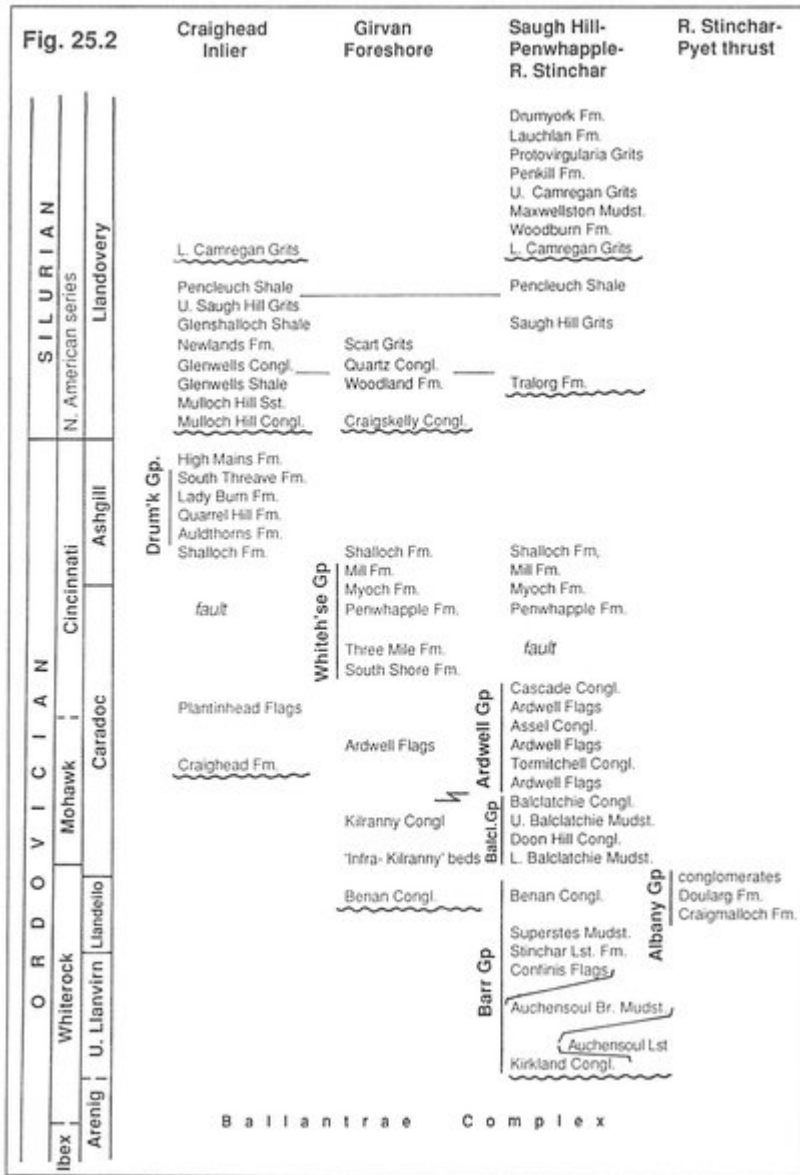 Fig. 25.2
Craighead
Inlier
Girvan
Foreshore
Saugh Hill-
Penwhapple-
R. Stinchar
R. Stinchar-
Pyet thrust
SILURIAN
N. American series
Llandovery
ORDOVICIAN
Cincinnati
Mohawk
Whiterock
Ibex
Ashgill
Caradoc
Llandeilo
U. Llanvirn
Arenig
L. Camregan Grits
Pencleuch Shale
U. Saugh Hill Grits
Glenshalloch Shale
Newlands Fm.
Glenwells Congl.
Glenwells Shale
Mulloch Hill Sst.
Mulloch Hill Congl.
Drum'k Gp.
High Mains Fm.
South Threave Fm.
Lady Burn Fm.
Quarrel Hill Fm.
Auldthorns Fm.
Shalloch Fm.
fault
Plantinhead Flags
Craighead Fm.
Scart Grits
Quartz Congl.
Woodland Fm.
Craigskelly Congl.
Whiteh'se Gp
Shalloch Fm.
Mill Fm.
Myoch Fm.
Penwhapple Fm.
Three Mile Fm.
South Shore Fm.
Ardwell Flags
Kilranny Congl
'Infra- Kilranny' beds
Benan Congl.
Drumyork Fm.
Lauchlan Fm.
Protovirgularia Grits
Penkill Fm.
U. Camregan Grits
Maxwellston Mudst.
Woodburn Fm.
L. Camregan Grits
Pencleuch Shale
Saugh Hill Grits
Tralorg Fm.
Shalloch Fm,
Mill Fm.
Myoch Fm.
Penwhapple Fm.
fault
Ardwell Gp
Cascade Congl.
Ardwell Flags
Assel Congl.
Ardwell Flags
Tormitchell Congl.
Ardwell Flags
Balcl.Gp
Balclatchie Congl.
U. Balclatchie Mudst.
Doon Hill Congl.
L. Balclatchie Mudst.
Barr Gp
Benan Congl.
Superstes Mudst.
Stinchar Lst. Fm.
Confinis Flags
Auchensoul Br. Mudst.
Auchensoul Lst
Kirkland Congl.
Albany Gp
conglomerates
Doularg Fm.
Craigmalloch Fm.
Ballantrae Complex